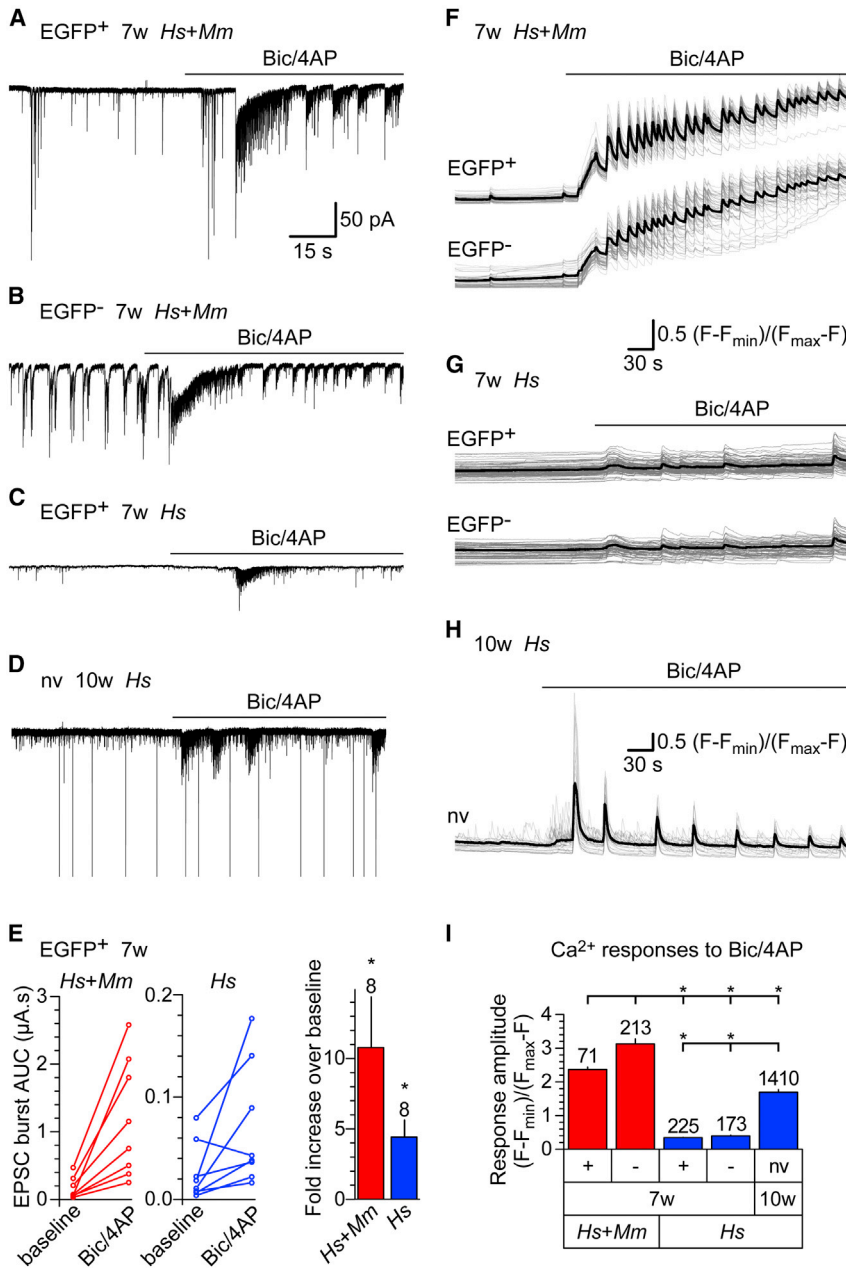 A
EGFP+ 7w Hs+Mm
Bic/4AP
50 pA
15 s
B
EGFP- 7w Hs+Mm
Bic/4AP
C
EGFP+ 7w Hs
Bic/4AP
D
nv 10w Hs
Bic/4AP
E
EGFP+ 7w
Hs+Mm
Hs
EPSC burst AUC (µA.s)
3
2
1
0
0.2
0.1
0.0
baseline
Bic/4AP
baseline
Bic/4AP
Fold increase over baseline
10
5
0
*
8
*
8
Hs+Mm
Hs
F
7w Hs+Mm
Bic/4AP
EGFP+
EGFP-
0.5 (F-Fmin)/(Fmax-F)
30 s
G
7w Hs
Bic/4AP
EGFP+
EGFP-
H
10w Hs
Bic/4AP
0.5 (F-Fmin)/(Fmax-F)
30 s
nv
I
Ca2+ responses to Bic/4AP
Response amplitude
(F-Fmin)/(Fmax-F)
4
3
2
1
0
* * *
* *
71
213
225
173
1410
+ - + - nv
7w 10w
Hs+Mm Hs